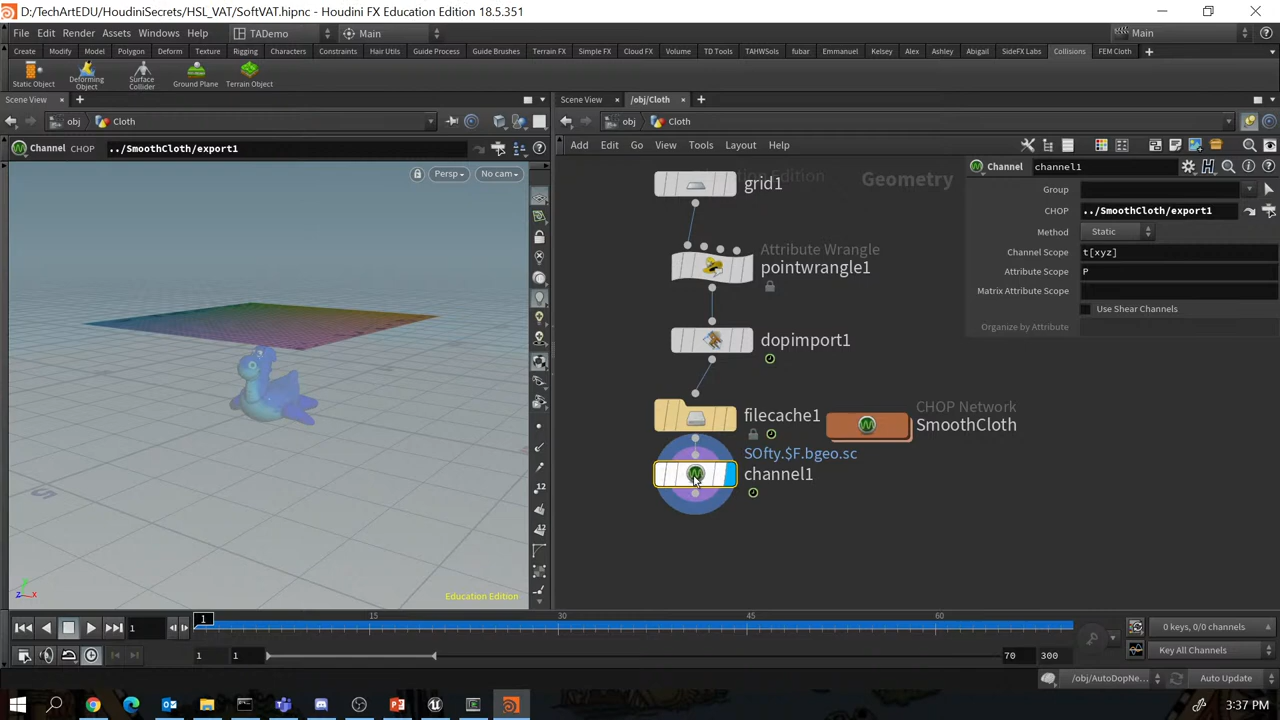 D:/TechArtEDU/HoudiniSecrets/HSL_VAT/SoftVAT.hipnc - Houdini FX Education Edition 18.5.351
File Edit Render Assets Windows Help TADemo Main Main
Create Modify Model Polygon Deform Texture Rigging Characters Constraints Hair Utils Guide Process Guide Brushes Terrain FX Simple FX Cloud FX Volume TD Tools TAHWSols fubar Emmanuel Kelsey Alex Ashley Abigail SideFX Labs Collisions FEM Cloth
Static Object Deforming Object Surface Collider Ground Plane Terrain Object
Scene View
Scene View /obj/Cloth
obj Cloth
obj Cloth
Channel CHOP ../SmoothCloth/export1
Add Edit Go View Tools Layout Help
Persp No cam
Education Edition
Education Edition
Geometry
grid1
Attribute Wrangle
pointwrangle1
dopimport1
filecache1
SOfty.$F.bgeo.sc
channel1
CHOP Network
SmoothCloth
Channel channel1
Group
CHOP ../SmoothCloth/export1
Method Static
Channel Scope t[xyz]
Attribute Scope P
Matrix Attribute Scope
Use Shear Channels
Organize by Attribute
1 1 15 30 45 60
0 keys, 0/0 channels
1 1 70 300
Key All Channels
/obj/AutoDopNe...
Auto Update
3:37 PM